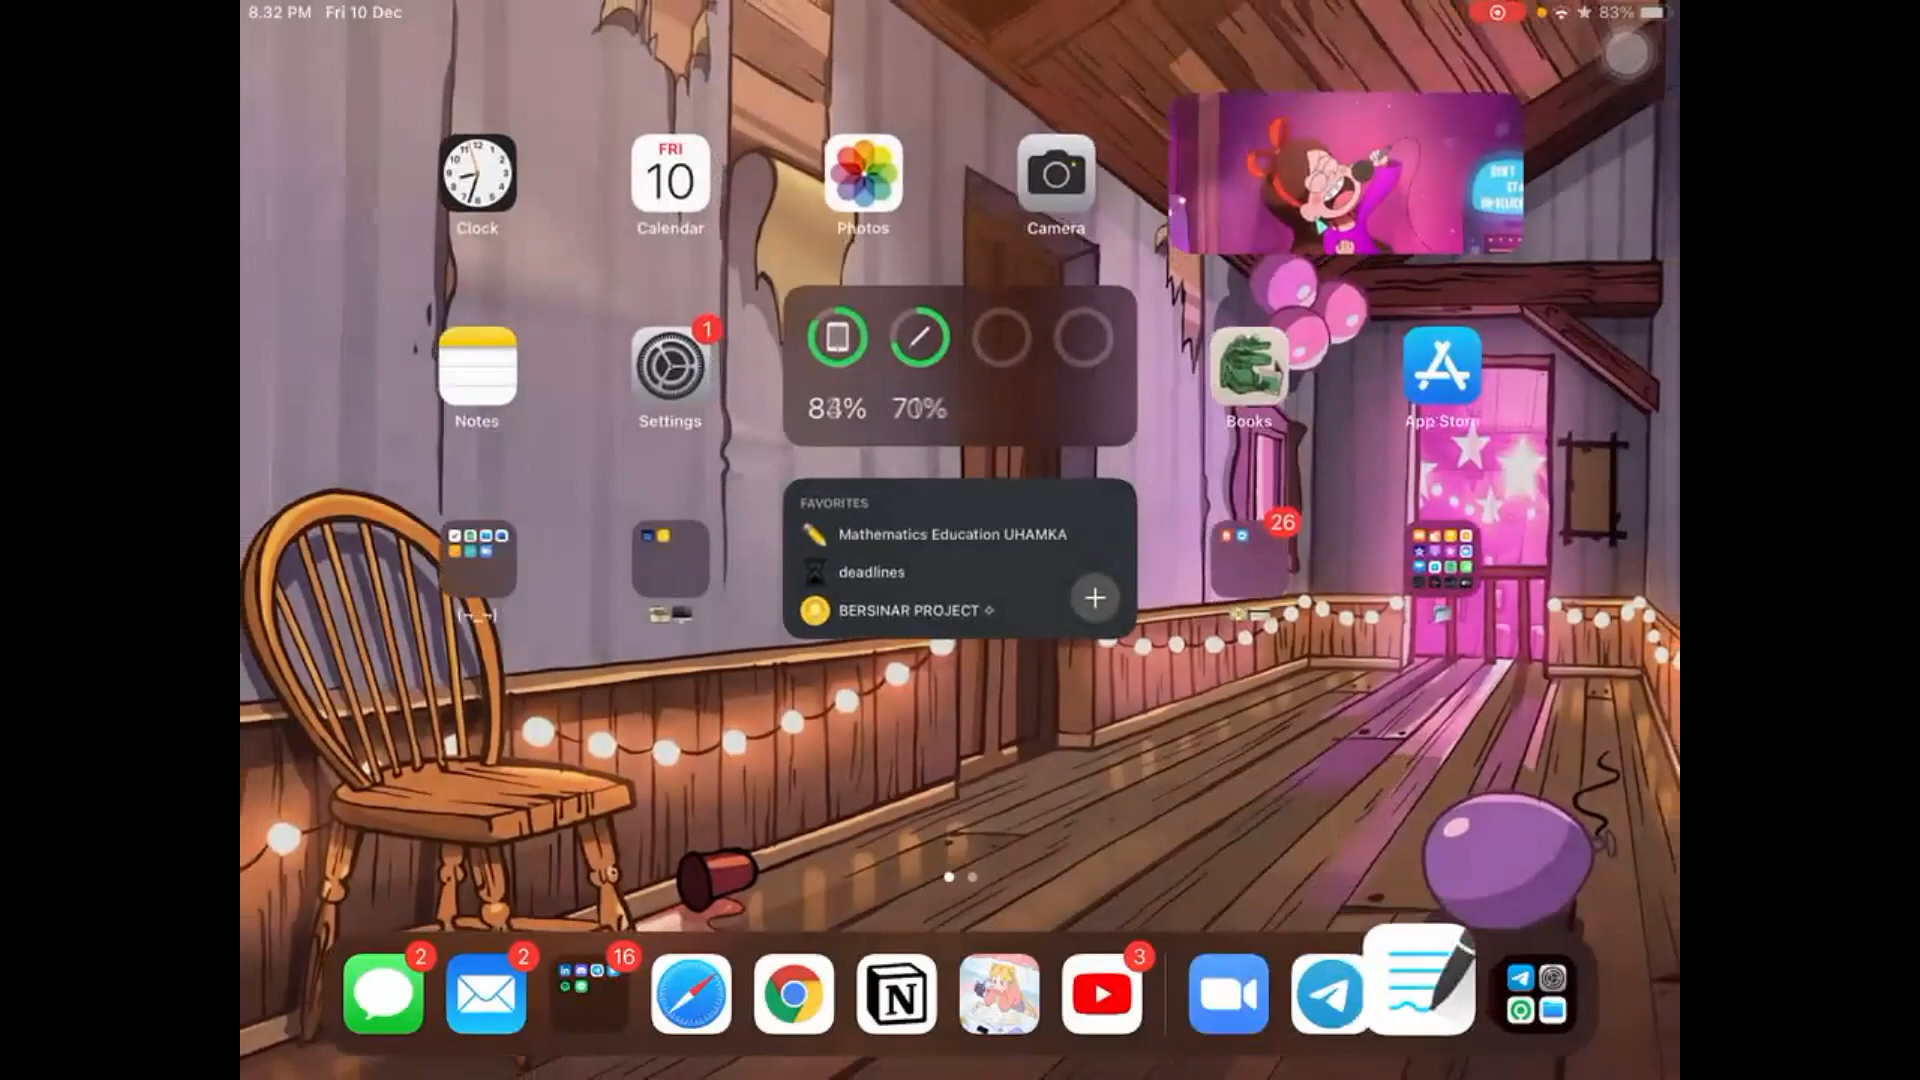 8.32 PM Fri 10 Dec
83%
FRI
10
Clock
Calendar
Photos
Camera
Notes
1
Settings
70%
Books
App Store
FAVORITES
Mathematics Education UHAMKA
deadlines
BERSINAR PROJECT
26
(¬_¬)
2
2
16
3